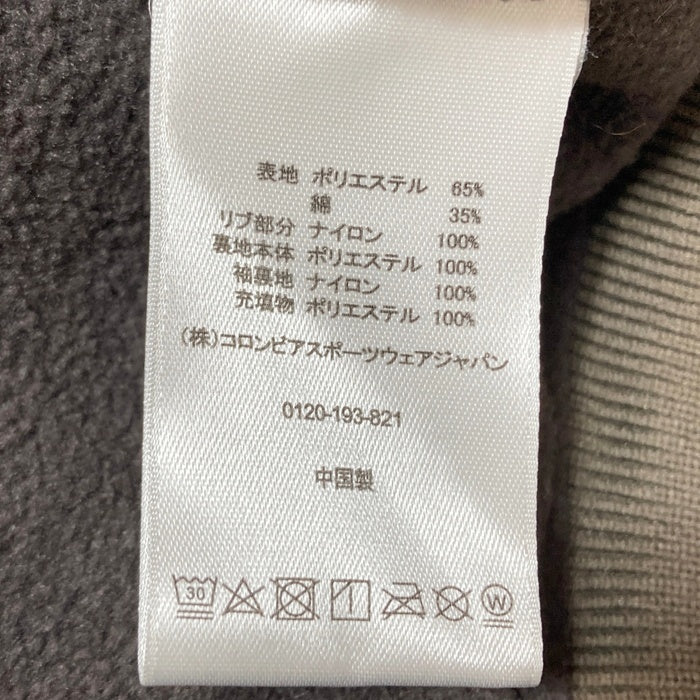 表地 ポリエステル 65%
綿 35%
リブ部分 ナイロン 100%
裏地本体 ポリエステル 100%
袖裏地 ナイロン 100%
充填物 ポリエステル 100%
(株)コロンビアスポーツウェアジャパン
0120-193-821
中国製
30 W